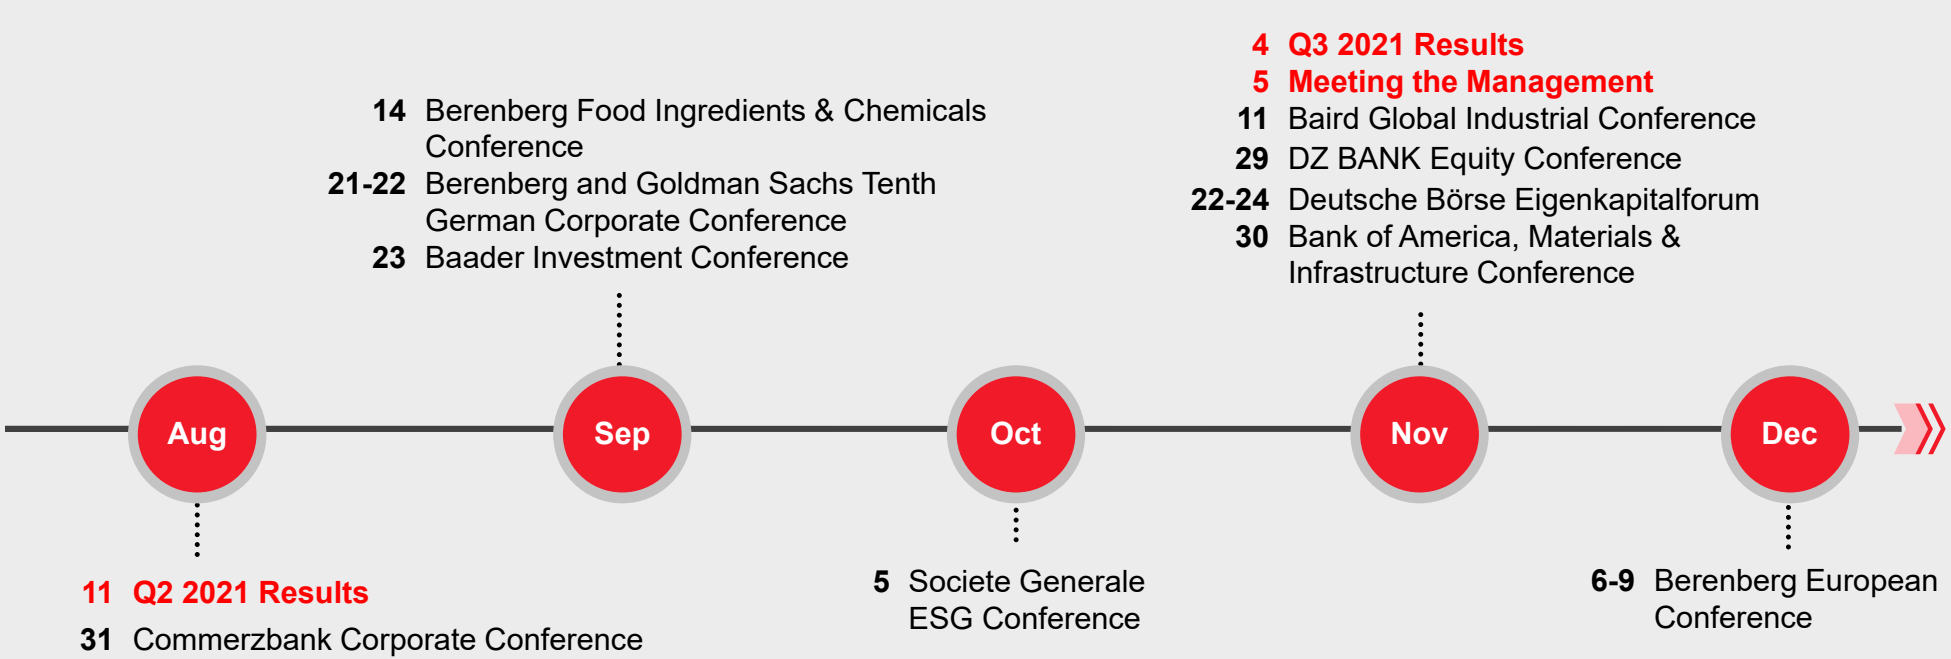 4 Q3 2021 Results
5 Meeting the Management
11 Baird Global Industrial Conference
29 DZ BANK Equity Conference
22-24 Deutsche Börse Eigenkapitalforum
30 Bank of America, Materials &
Infrastructure Conference
14 Berenberg Food Ingredients & Chemicals
Conference
21-22 Berenberg and Goldman Sachs Tenth
German Corporate Conference
23 Baader Investment Conference
Aug
Sep
Oct
Nov
Dec
11 Q2 2021 Results
31 Commerzbank Corporate Conference
5 Societe Generale
ESG Conference
6-9 Berenberg European
Conference